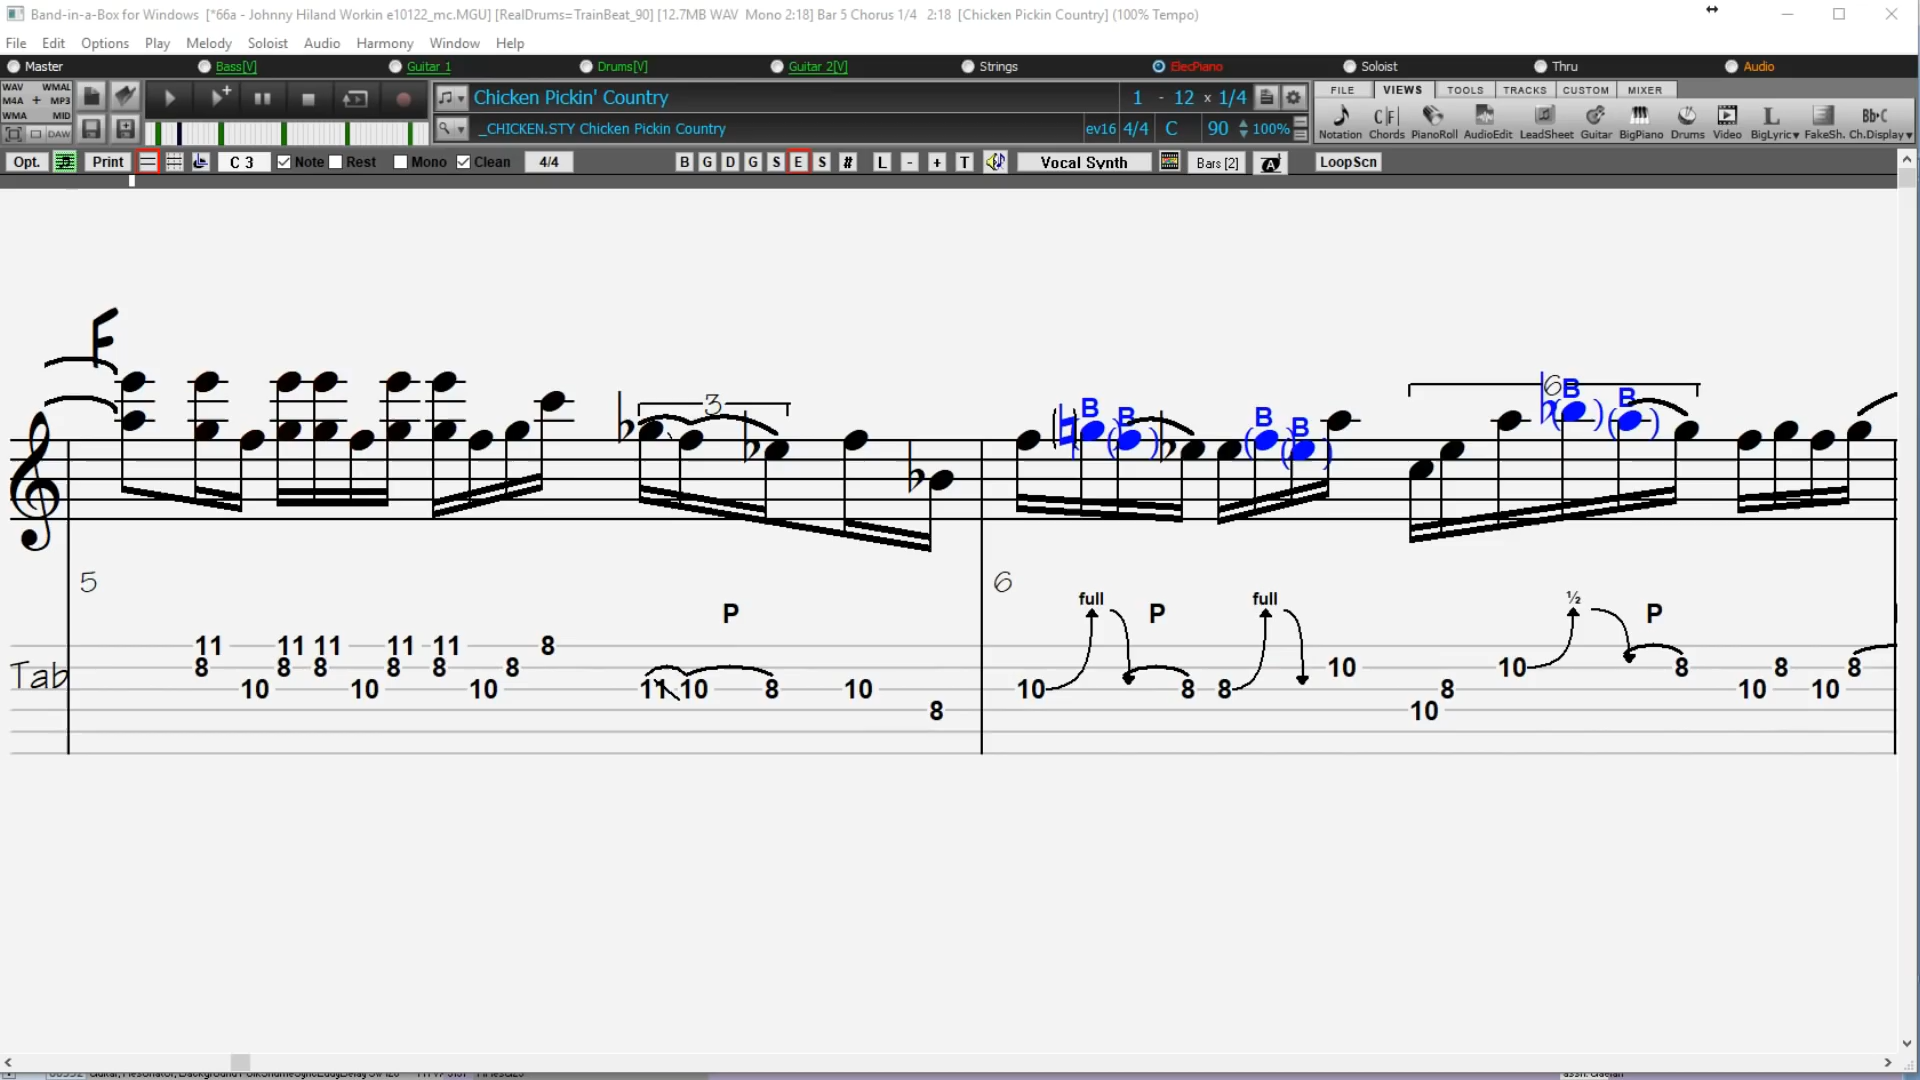 Band-in-a-Box for Windows [*66a - Johnny Hiland Workin e10122_mc.MGU] [RealDrums=TrainBeat_90] [12.7MB WAV Mono 2:18] Bar 5 Chorus 1/4 2:18 [Chicken Pickin Country] (100% Tempo)
File Edit Options Play Melody Soloist Audio Harmony Window Help
Master Bass[V] Guitar 1 Drums[V] Guitar 2[V] Strings ElecPiano Soloist Thru Audio
WAV WMAL
M4A + MP3
WMA MID
DAW
Chicken Pickin' Country 1 - 12 x 1/4
_CHICKEN.STY Chicken Pickin Country ev16 4/4 C 90 100%
FILE VIEWS TOOLS TRACKS CUSTOM MIXER
Notation Chords PianoRoll AudioEdit LeadSheet Guitar BigPiano Drums Video BigLyric FakeSh. Ch.Display
Opt. Print C 3 Note Rest Mono Clean 4/4 B G D G S E S # L - + T Vocal Synth Bars [2] A LoopScn
F
3 6
B B B B B B
5 6
full P full ½ P
P
11 11 11 11 11 8
8 8 8 8 8 8 10 10 8 8 8
10 10 10 11 10 8 10 10 8 8 8 10 10
8 10
Tab